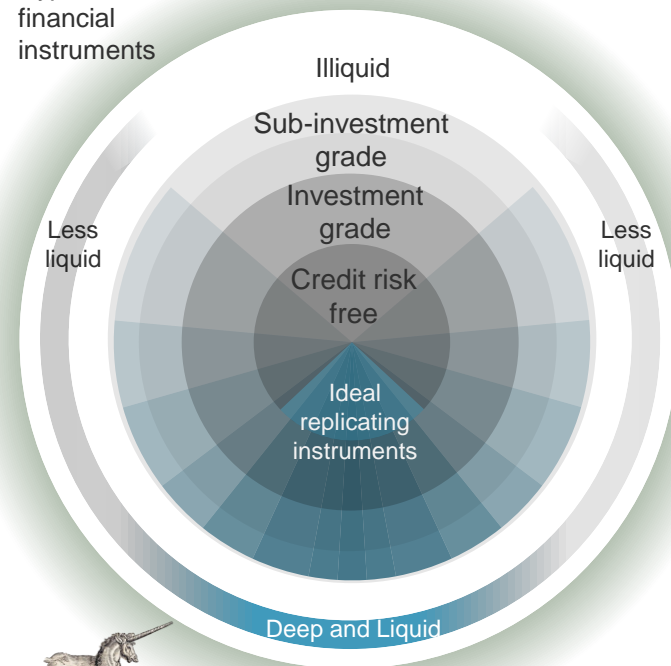 financial
instruments
Illiquid
Sub-investment
grade
Investment
grade
Less
liquid
Less
liquid
Credit risk
free
Ideal
replicating
instruments
Deep and Liquid